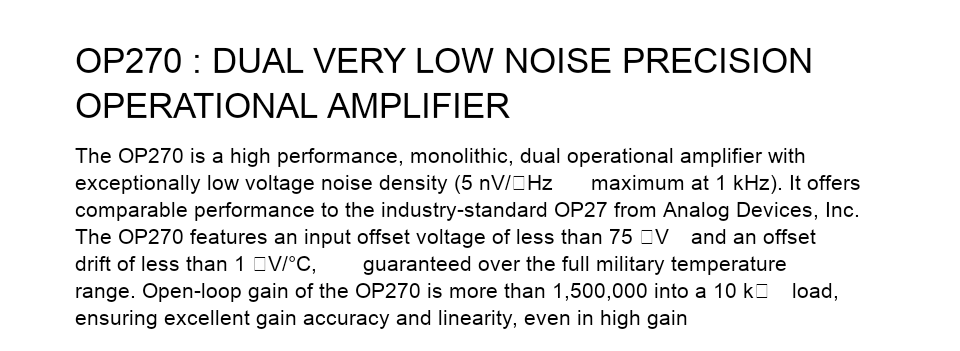 OP270 : DUAL VERY LOW NOISE PRECISION
OPERATIONAL AMPLIFIER
The OP270 is a high performance, monolithic, dual operational amplifier with
exceptionally low voltage noise density (5 nV/□Hz maximum at 1 kHz). It offers
comparable performance to the industry-standard OP27 from Analog Devices, Inc.
The OP270 features an input offset voltage of less than 75 □V and an offset
drift of less than 1 □V/°C, guaranteed over the full military temperature
range. Open-loop gain of the OP270 is more than 1,500,000 into a 10 k□ load,
ensuring excellent gain accuracy and linearity, even in high gain